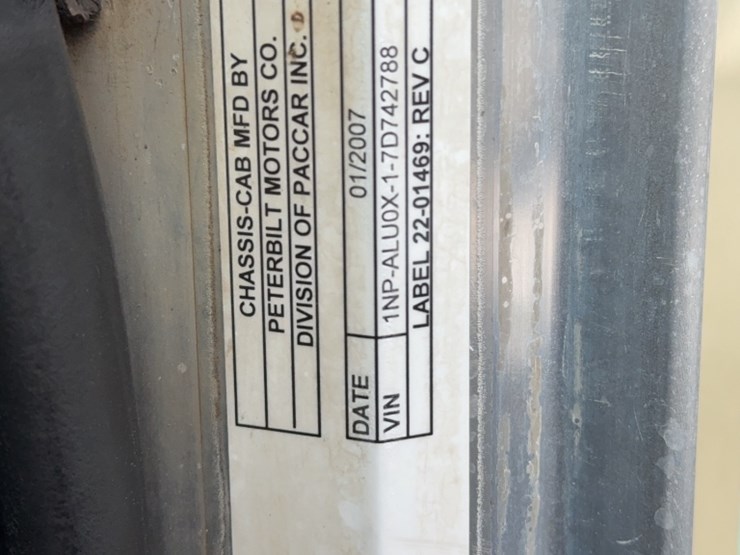 CHASSIS-CAB MFD BY
PETERBILT MOTORS CO.
DIVISION OF PACCAR INC.
DATE 01/2007
VIN 1NP-ALU0X-1-7D742788
LABEL 22-01469: REV C